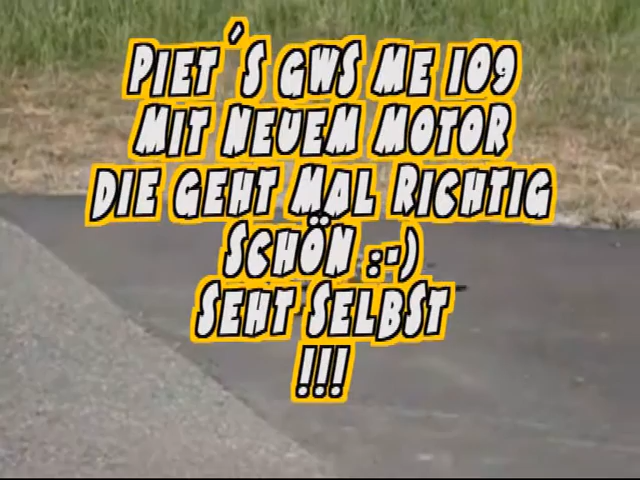 PIET´S GWS ME 109
MIT NEUEM MOTOR
DIE GEHT MAL RICHTIG
SCHÖN :-)
SEHT SELBST
!!!